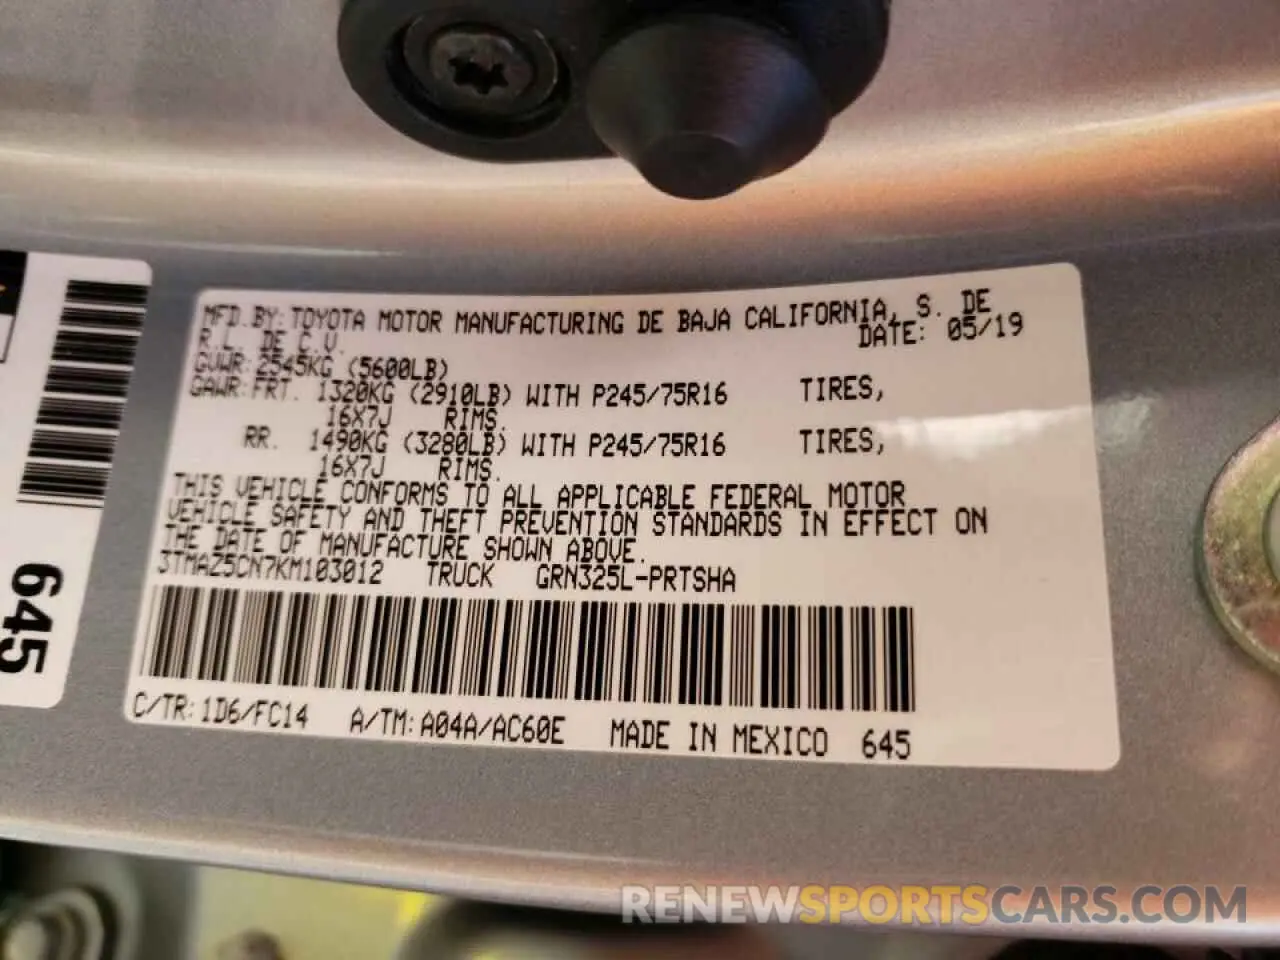 MFD.BY: TOYOTA MOTOR MANUFACTURING DE BAJA CALIFORNIA, S. DE
R.L. DE C.V. DATE: 05/19
GVWR: 2545KG (5600LB)
GAWR: FRT. 1320KG (2910LB) WITH P245/75R16 TIRES,
16X7J RIMS.
RR. 1490KG (3280LB) WITH P245/75R16 TIRES,
16X7J RIMS.
THIS VEHICLE CONFORMS TO ALL APPLICABLE FEDERAL MOTOR
VEHICLE SAFETY AND THEFT PREVENTION STANDARDS IN EFFECT ON
THE DATE OF MANUFACTURE SHOWN ABOVE.
3TMAZ5CN7KM103012 TRUCK GRN325L-PRTSHA
C/TR: 1D6/FC14 A/TM: A04A/AC60E MADE IN MEXICO 645
645
RENEWSPORTSCARS.COM